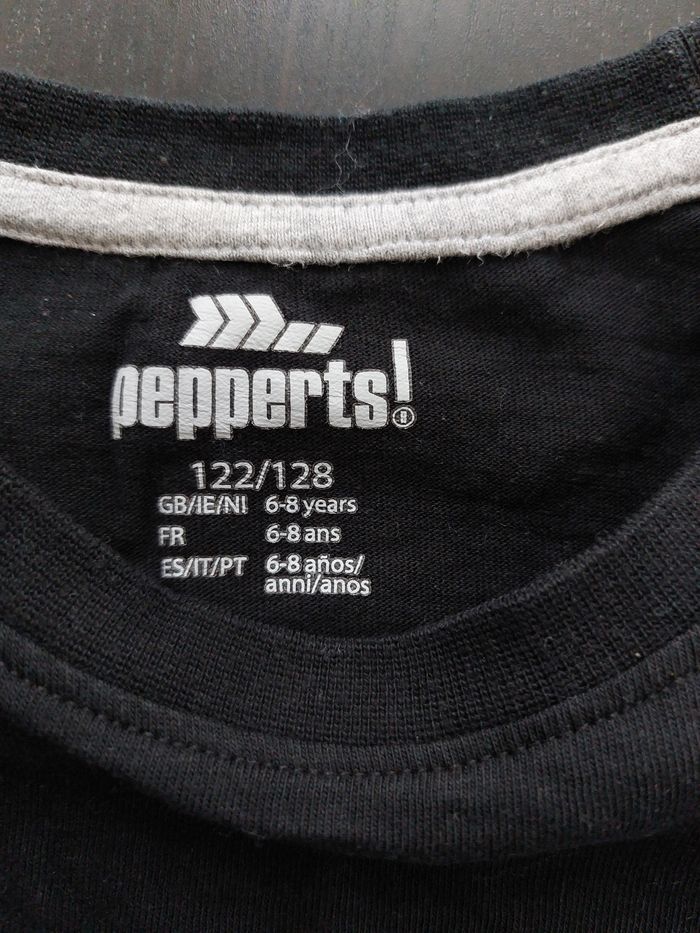 pepperts!®
122/128
GB/IE/NI 6-8 years
FR 6-8 ans
ES/IT/PT 6-8 años/
anni/anos